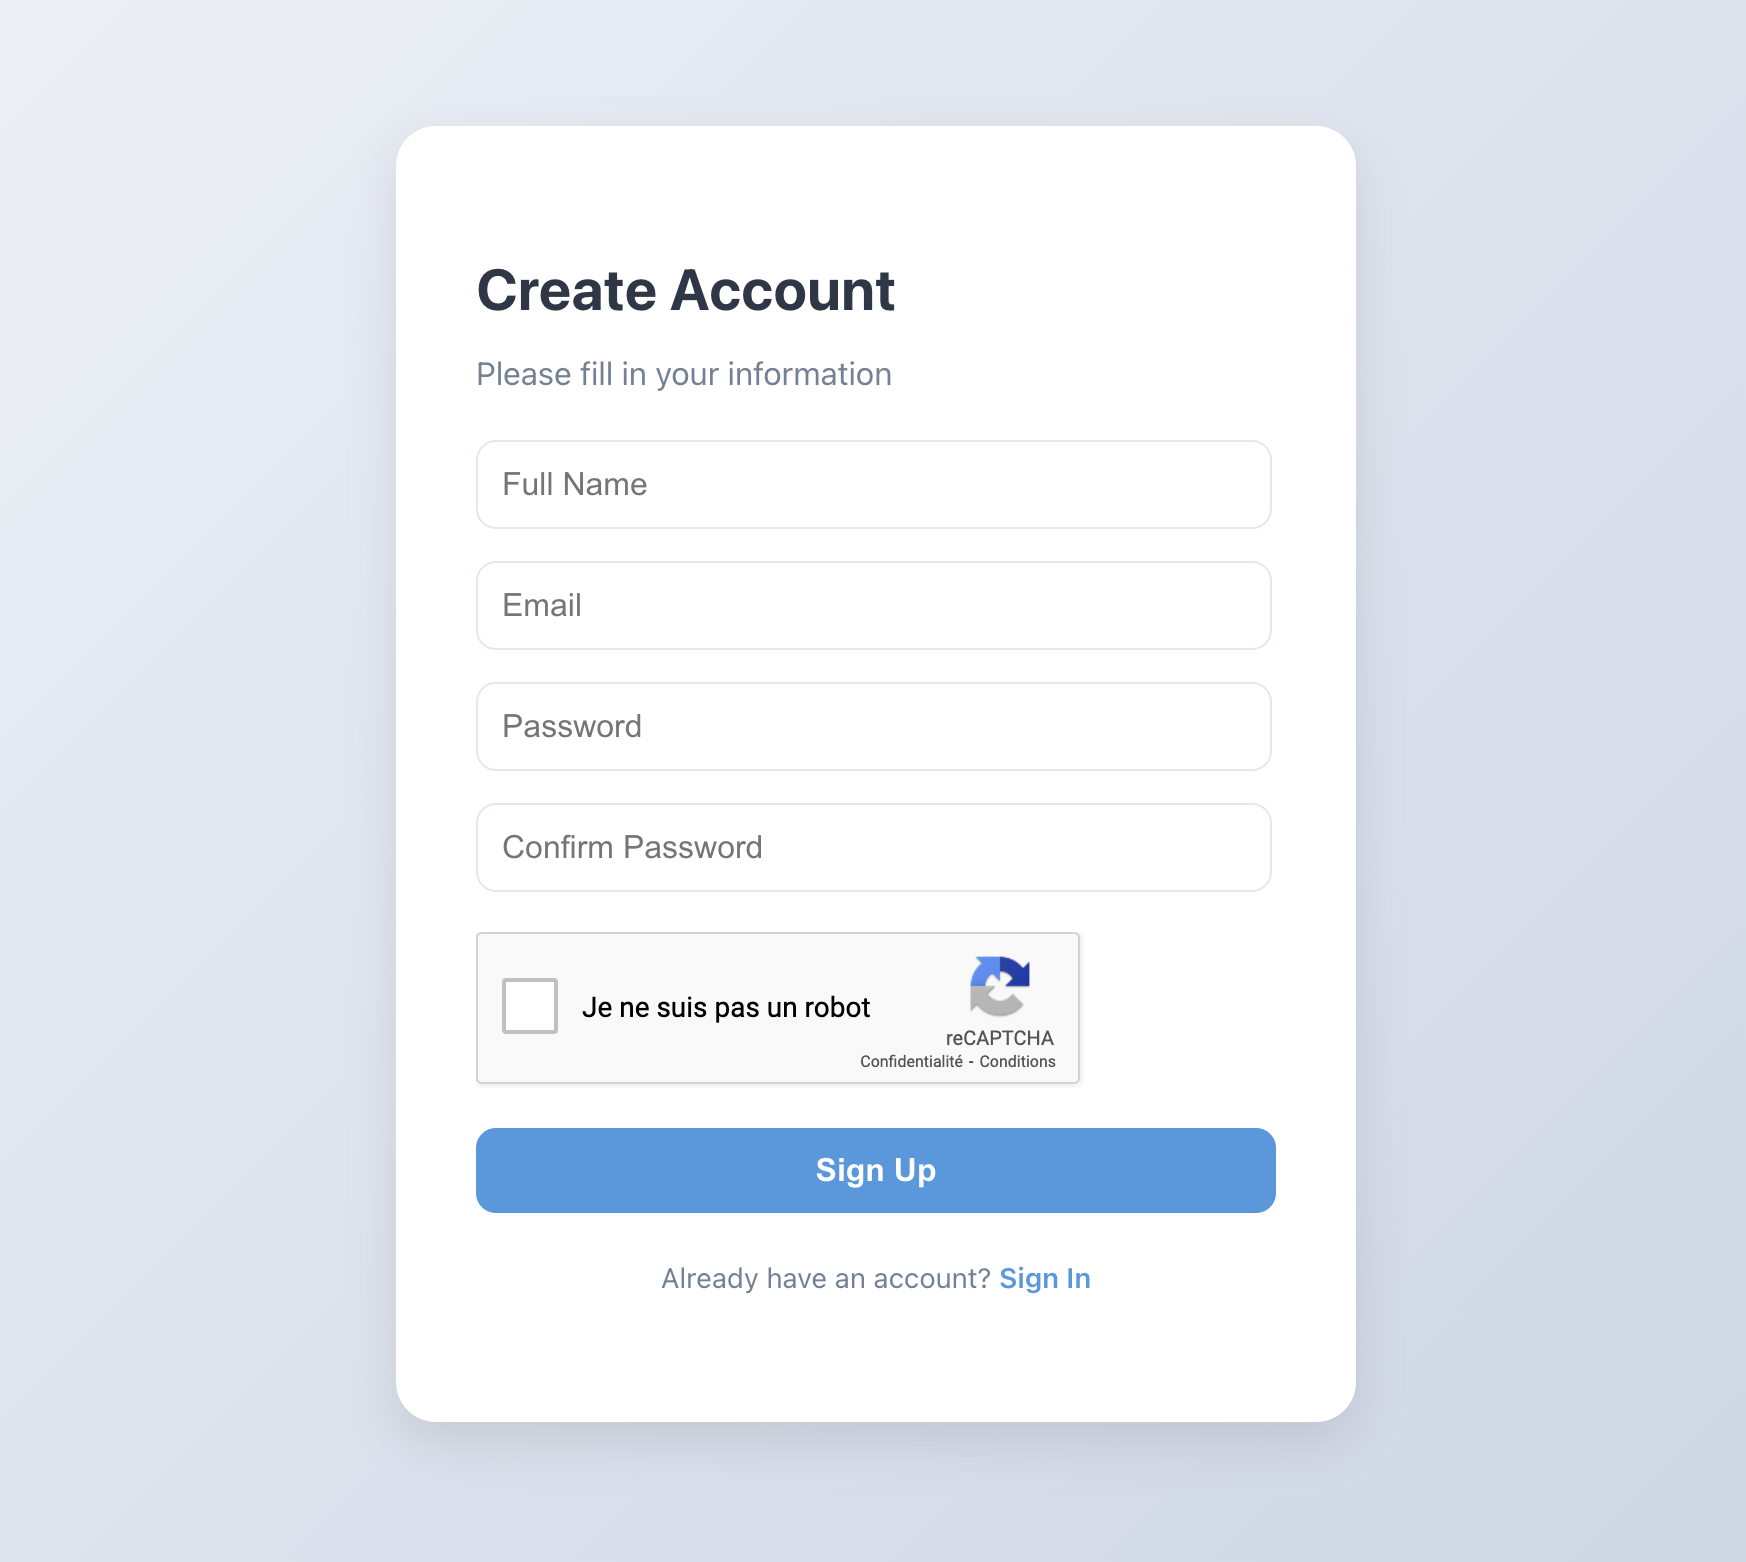 Create Account
Please fill in your information
Full Name
Email
Password
Confirm Password
Je ne suis pas un robot
reCAPTCHA
Confidentialité - Conditions
Sign Up
Already have an account? Sign In